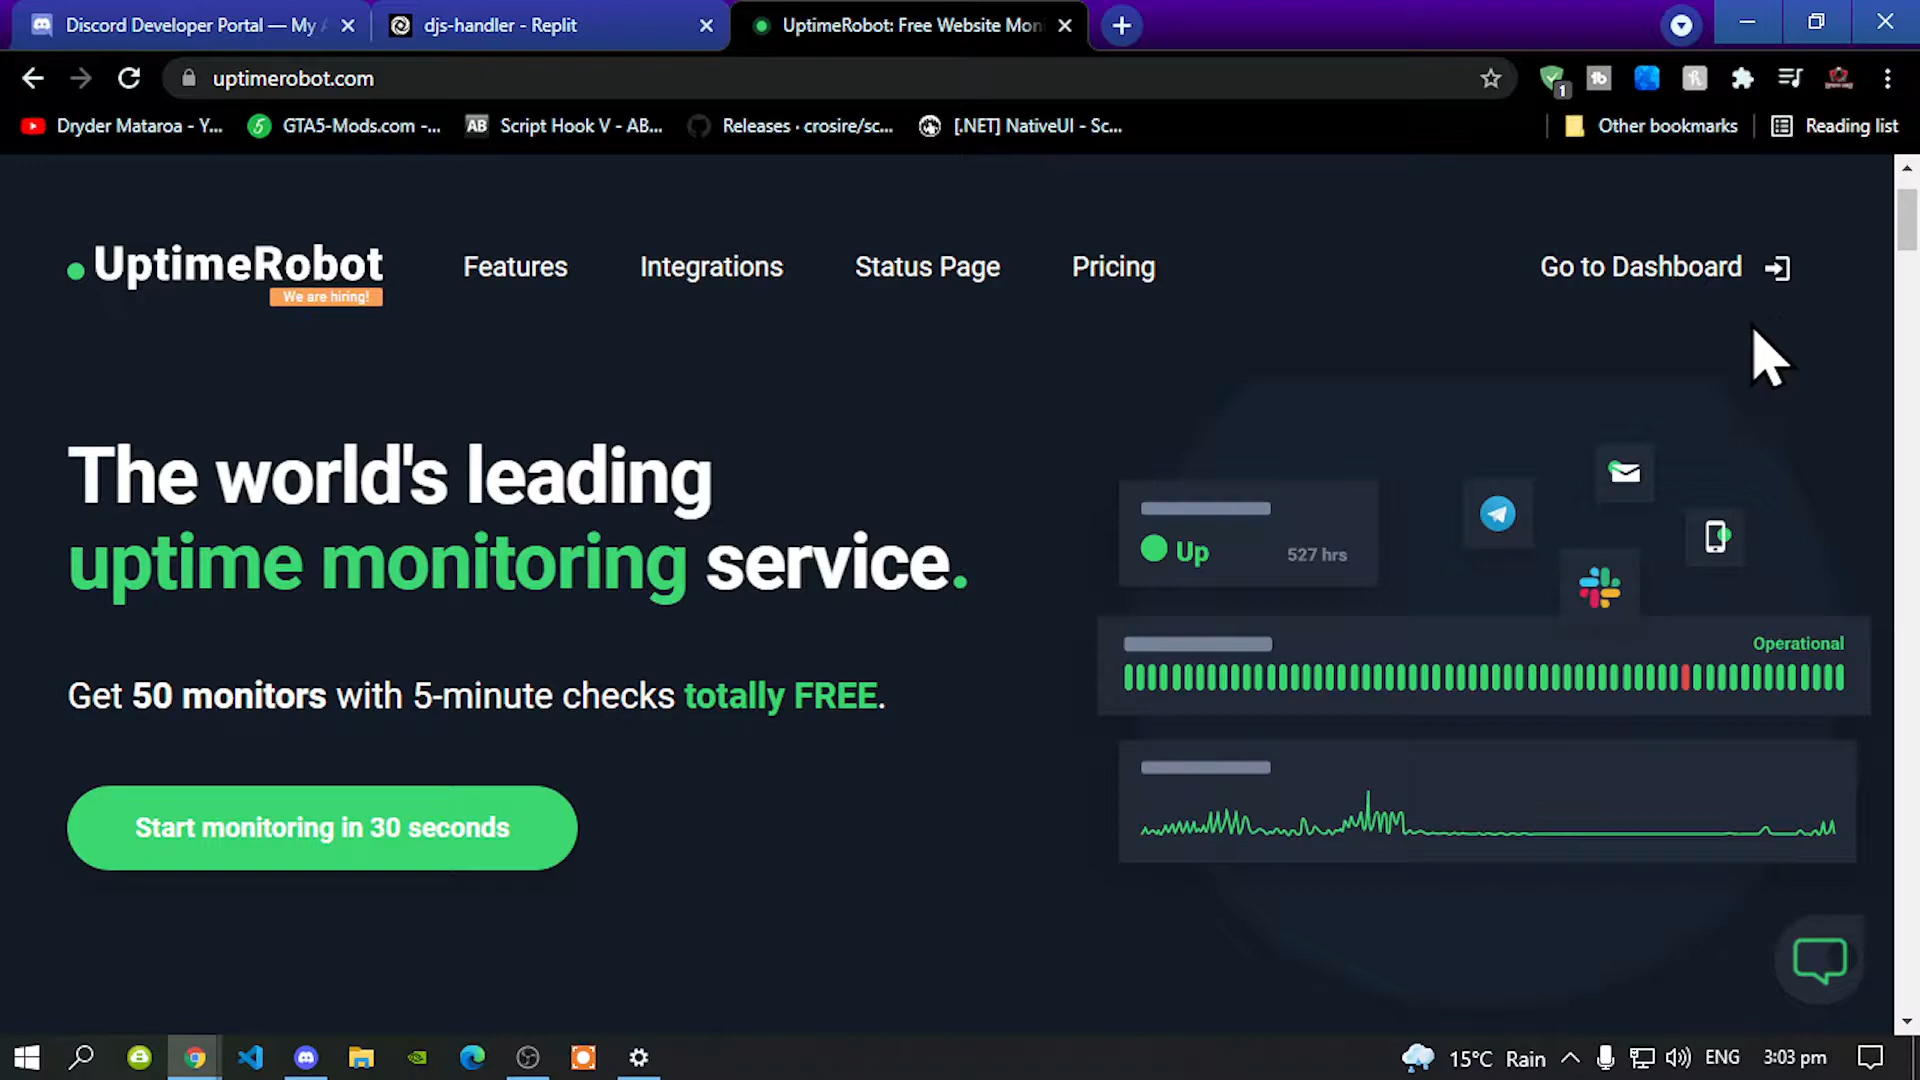 Discord Developer Portal — My A
djs-handler - Replit
UptimeRobot: Free Website Moni
uptimerobot.com
1
Dryder Mataroa - Y...
GTA5-Mods.com -...
AB Script Hook V - AB...
Releases · crosire/sc...
[.NET] NativeUI - Sc...
Other bookmarks
Reading list
UptimeRobot
We are hiring!
Features
Integrations
Status Page
Pricing
Go to Dashboard
The world's leading
uptime monitoring service.
Get 50 monitors with 5-minute checks totally FREE.
Start monitoring in 30 seconds
Up
527 hrs
Operational
15°C Rain
ENG
3:03 pm